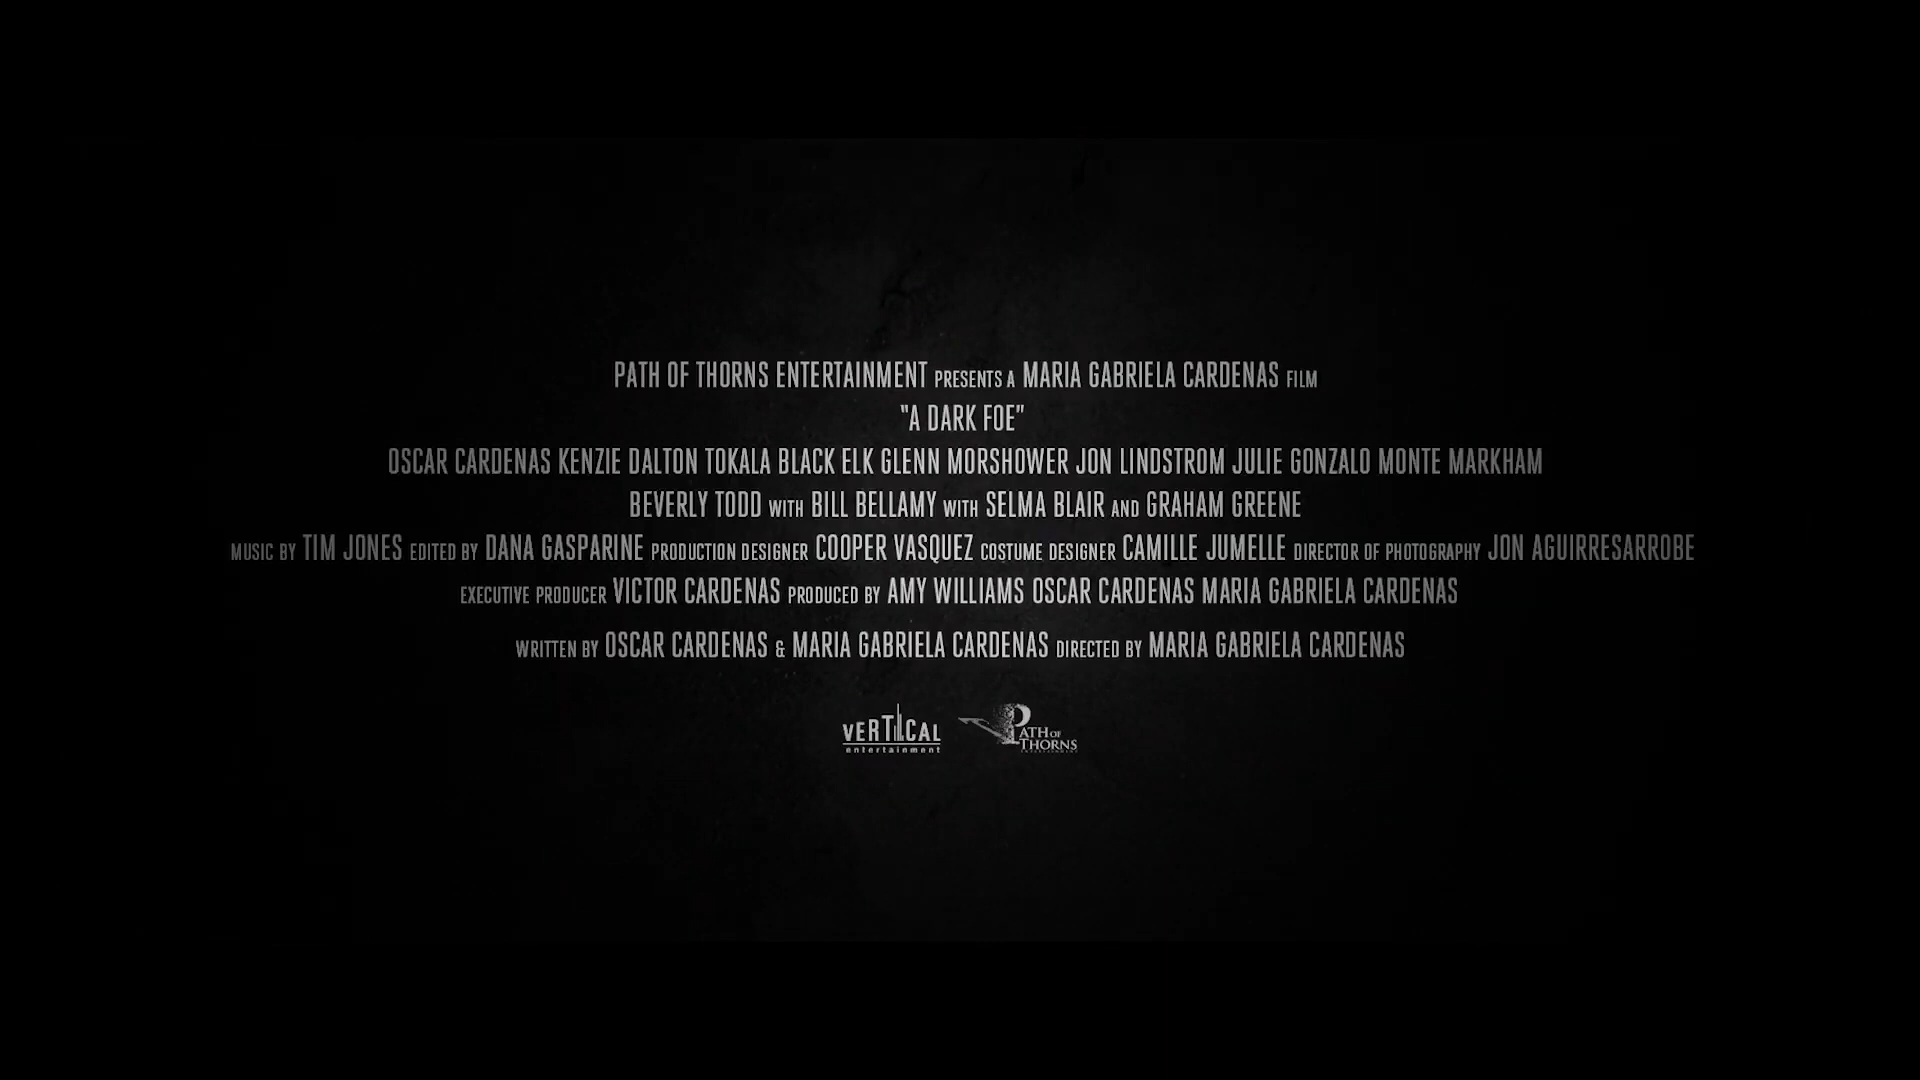 PATH OF THORNS ENTERTAINMENT PRESENTS A MARIA GABRIELA CARDENAS FILM
"A DARK FOE"
OSCAR CARDENAS KENZIE DALTON TOKALA BLACK ELK GLENN MORSHOWER JON LINDSTROM JULIE GONZALO MONTE MARKHAM
BEVERLY TODD WITH BILL BELLAMY WITH SELMA BLAIR AND GRAHAM GREENE
MUSIC BY TIM JONES EDITED BY DANA GASPARINE PRODUCTION DESIGNER COOPER VASQUEZ COSTUME DESIGNER CAMILLE JUMELLE DIRECTOR OF PHOTOGRAPHY JON AGUIRRESARROBE
EXECUTIVE PRODUCER VICTOR CARDENAS PRODUCED BY AMY WILLIAMS OSCAR CARDENAS MARIA GABRIELA CARDENAS
WRITTEN BY OSCAR CARDENAS & MARIA GABRIELA CARDENAS DIRECTED BY MARIA GABRIELA CARDENAS
VERTICAL
entertainment
PATH OF
THORNS
ENTERTAINMENT